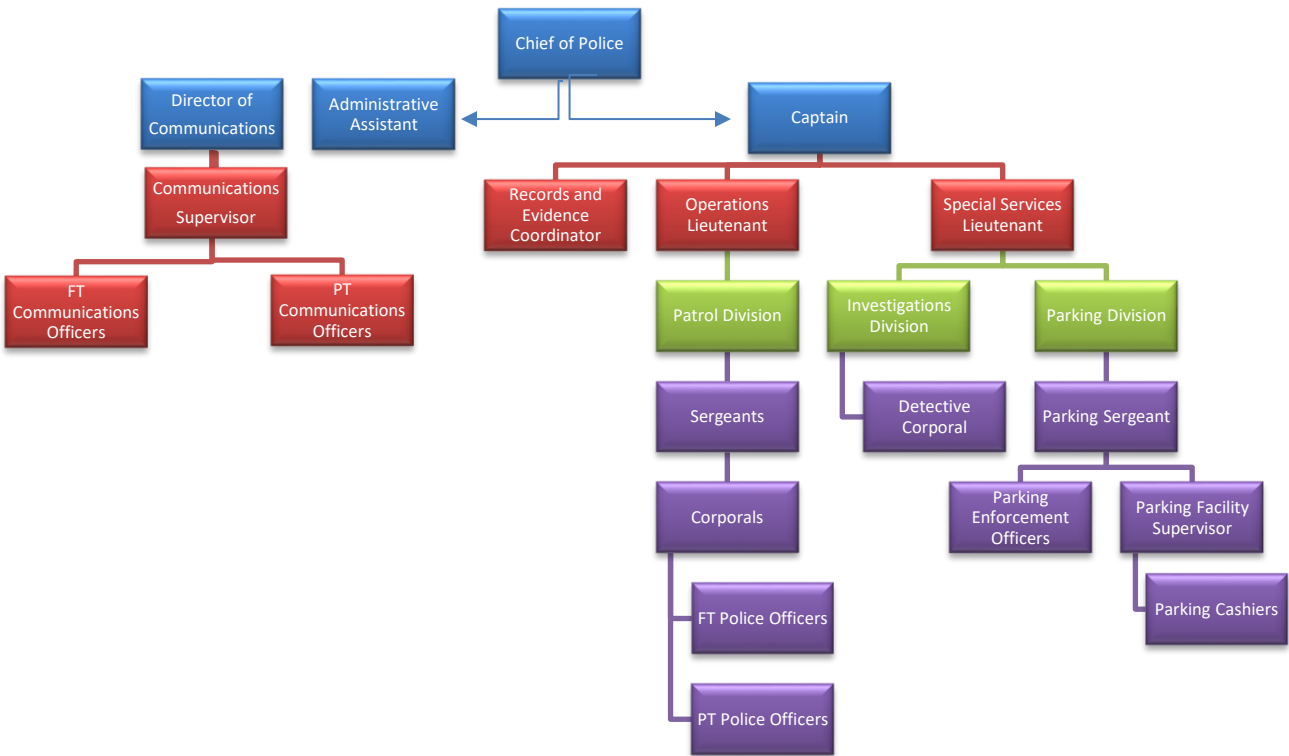 Chief of Police
Director of
Communications
Administrative
Assistant
Captain
Communications
Supervisor
Records and
Evidence
Coordinator
Operations
Lieutenant
Special Services
Lieutenant
FT
Communications
Officers
PT
Communications
Officers
Patrol Division
Investigations
Division
Parking Division
Sergeants
Detective
Corporal
Parking Sergeant
Corporals
Parking
Enforcement
Officers
Parking Facility
Supervisor
FT Police Officers
Parking Cashiers
PT Police Officers